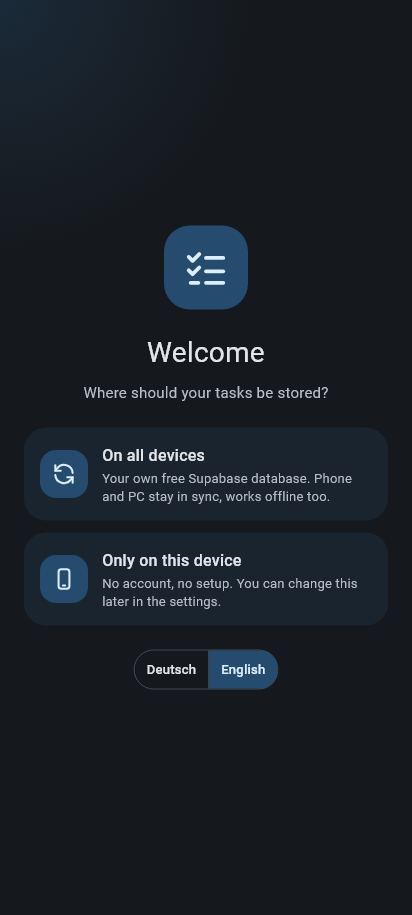 Welcome
Where should your tasks be stored?
On all devices
Your own free Supabase database. Phone
and PC stay in sync, works offline too.
Only on this device
No account, no setup. You can change this
later in the settings.
Deutsch English